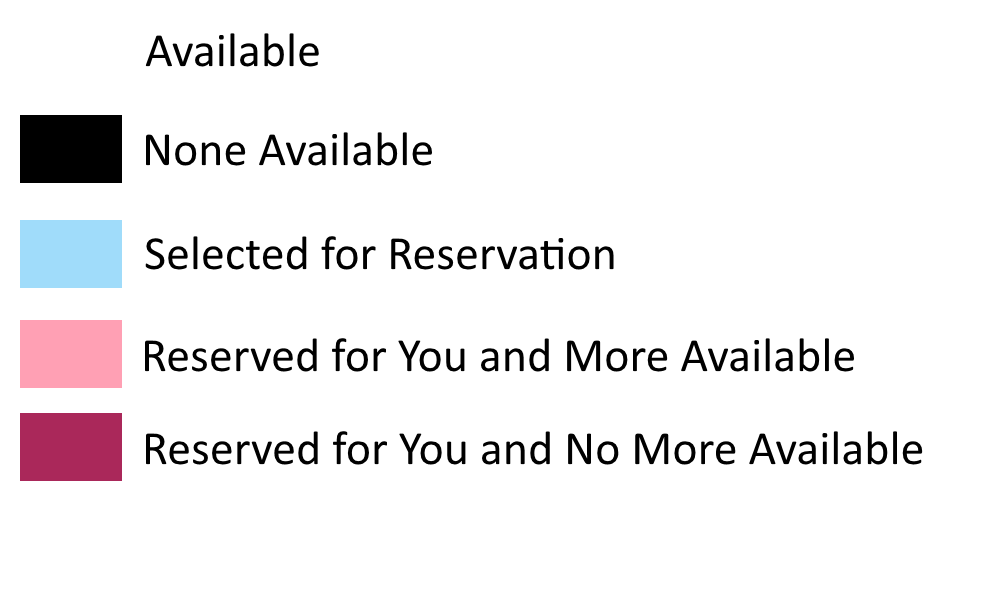 Available
None Available
Selected for Reservation
Reserved for You and More Available
Reserved for You and No More Available